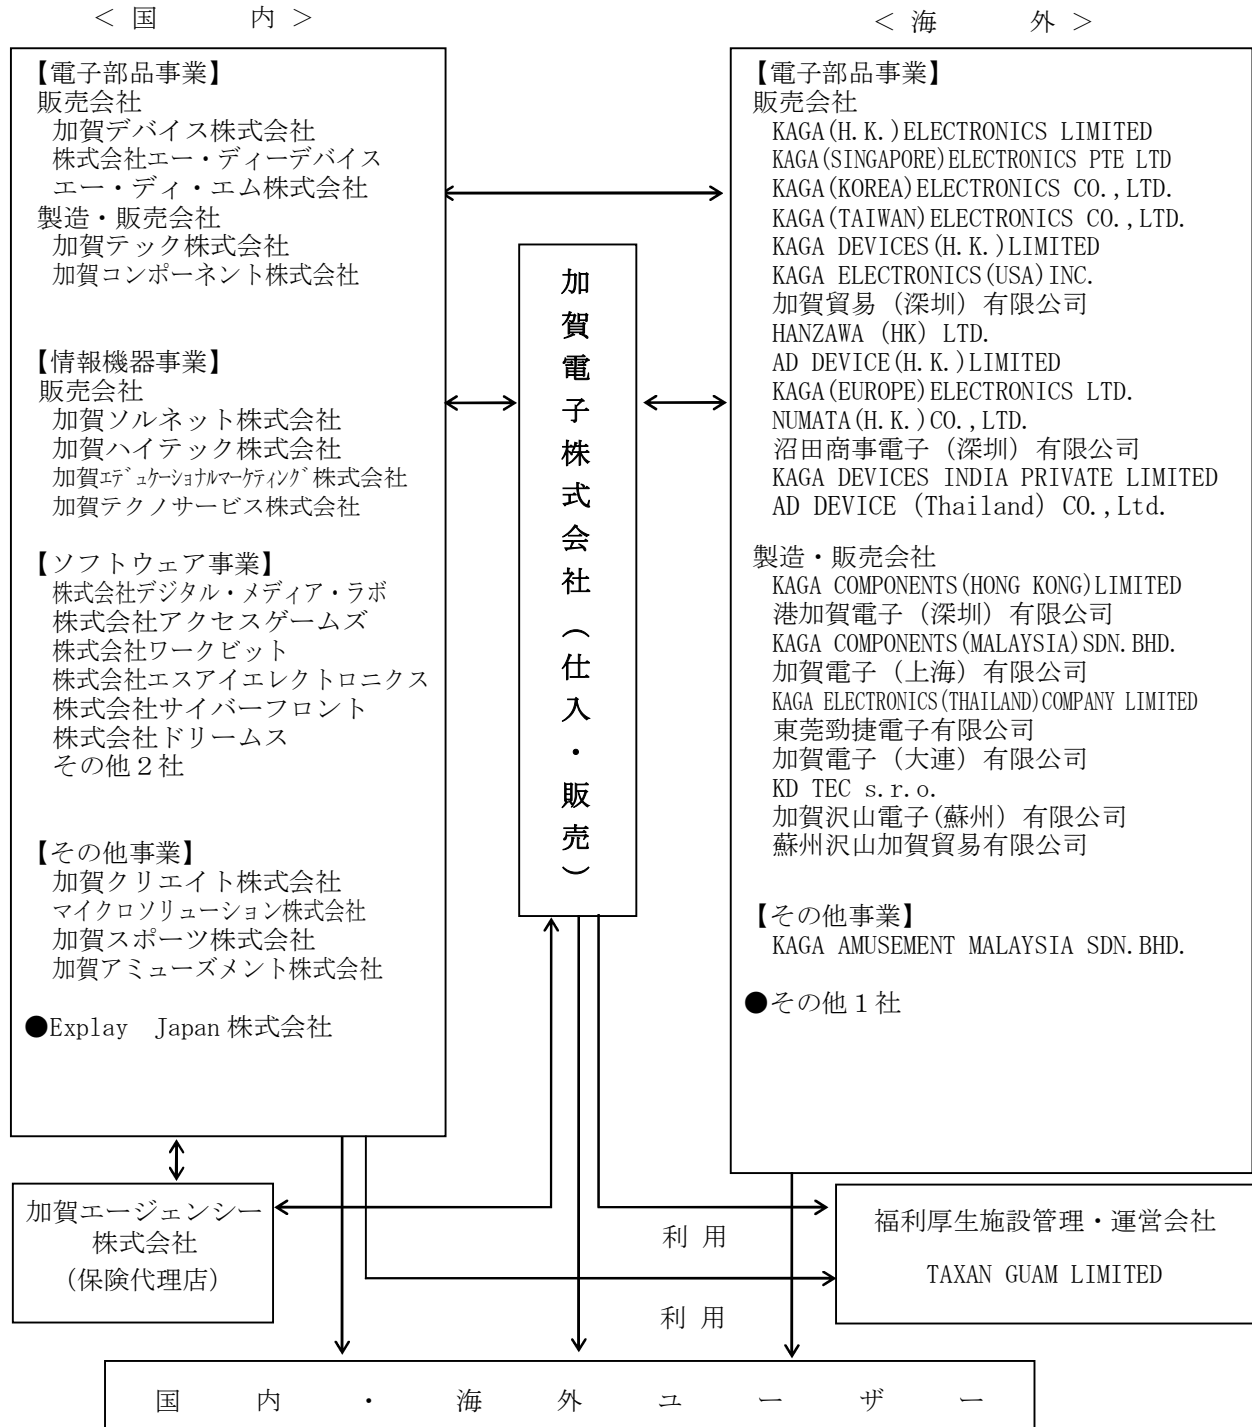 ＜ 国　　内 ＞
【電子部品事業】
販売会社
加賀デバイス株式会社
株式会社エー・ディーデバイス
エー・ディ・エム株式会社
製造・販売会社
加賀テック株式会社
加賀コンポーネント株式会社
【情報機器事業】
販売会社
加賀ソルネット株式会社
加賀ハイテック株式会社
加賀ｴﾃﾞｭｹｰｼｮﾅﾙﾏｰｹﾃｨﾝｸﾞ株式会社
加賀テクノサービス株式会社
【ソフトウェア事業】
株式会社デジタル・メディア・ラボ
株式会社アクセスゲームズ
株式会社ワークビット
株式会社エスアイエレクトロニクス
株式会社サイバーフロント
株式会社ドリームス
その他２社
【その他事業】
加賀クリエイト株式会社
マイクロソリューション株式会社
加賀スポーツ株式会社
加賀アミューズメント株式会社
●Explay　Japan 株式会社
加賀電子株式会社（仕入・販売）
＜ 海　　外 ＞
【電子部品事業】
販売会社
KAGA(H.K.)ELECTRONICS LIMITED
KAGA(SINGAPORE)ELECTRONICS PTE LTD
KAGA(KOREA)ELECTRONICS CO.,LTD.
KAGA(TAIWAN)ELECTRONICS CO.,LTD.
KAGA DEVICES(H.K.)LIMITED
KAGA ELECTRONICS(USA)INC.
加賀貿易（深圳）有限公司
HANZAWA (HK) LTD.
AD DEVICE(H.K.)LIMITED
KAGA(EUROPE)ELECTRONICS LTD.
NUMATA(H.K.)CO.,LTD.
沼田商事電子（深圳）有限公司
KAGA DEVICES INDIA PRIVATE LIMITED
AD DEVICE (Thailand) CO.,Ltd.
製造・販売会社
KAGA COMPONENTS(HONG KONG)LIMITED
港加賀電子（深圳）有限公司
KAGA COMPONENTS(MALAYSIA)SDN.BHD.
加賀電子（上海）有限公司
KAGA ELECTRONICS(THAILAND)COMPANY LIMITED
東莞勁捷電子有限公司
加賀電子（大連）有限公司
KD TEC s.r.o.
加賀沢山電子(蘇州）有限公司
蘇州沢山加賀貿易有限公司
【その他事業】
KAGA AMUSEMENT MALAYSIA SDN.BHD.
●その他１社
加賀エージェンシー
株式会社
（保険代理店）
利 用
利 用
福利厚生施設管理・運営会社
TAXAN GUAM LIMITED
国　内　・　海　外　ユ　ー　ザ　ー